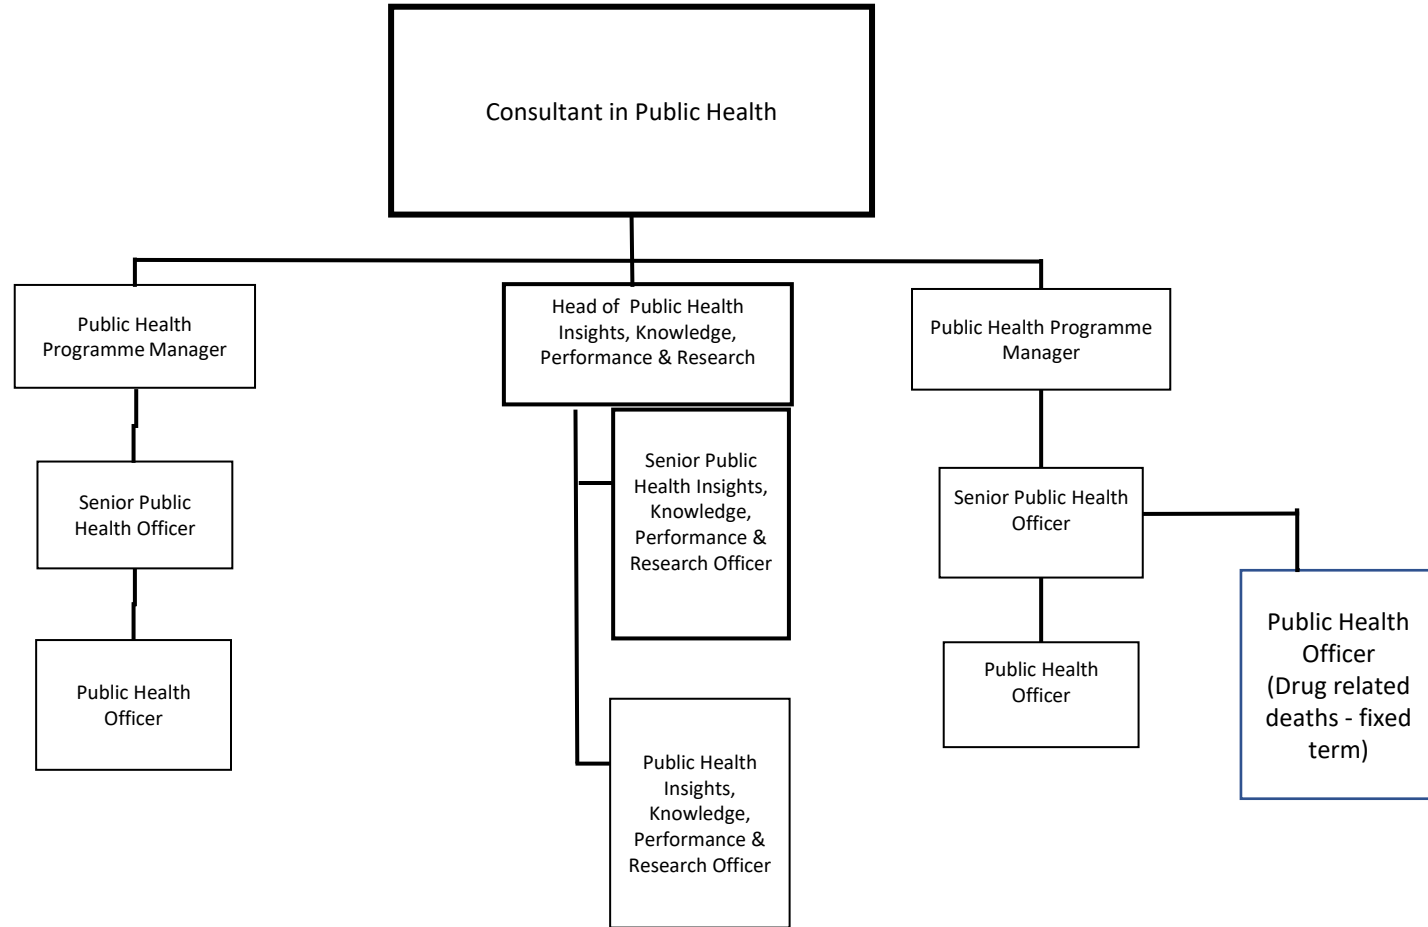 Consultant in Public Health
Public Health
Programme Manager
Head of  Public Health
Insights, Knowledge,
Performance & Research
Public Health Programme
Manager
Senior Public
Health Officer
Senior Public
Health Insights,
Knowledge,
Performance &
Research Officer
Senior Public Health
Officer
Public Health
Officer
(Drug related
deaths - fixed
term)
Public Health
Officer
Public Health
Insights,
Knowledge,
Performance &
Research Officer
Public Health
Officer